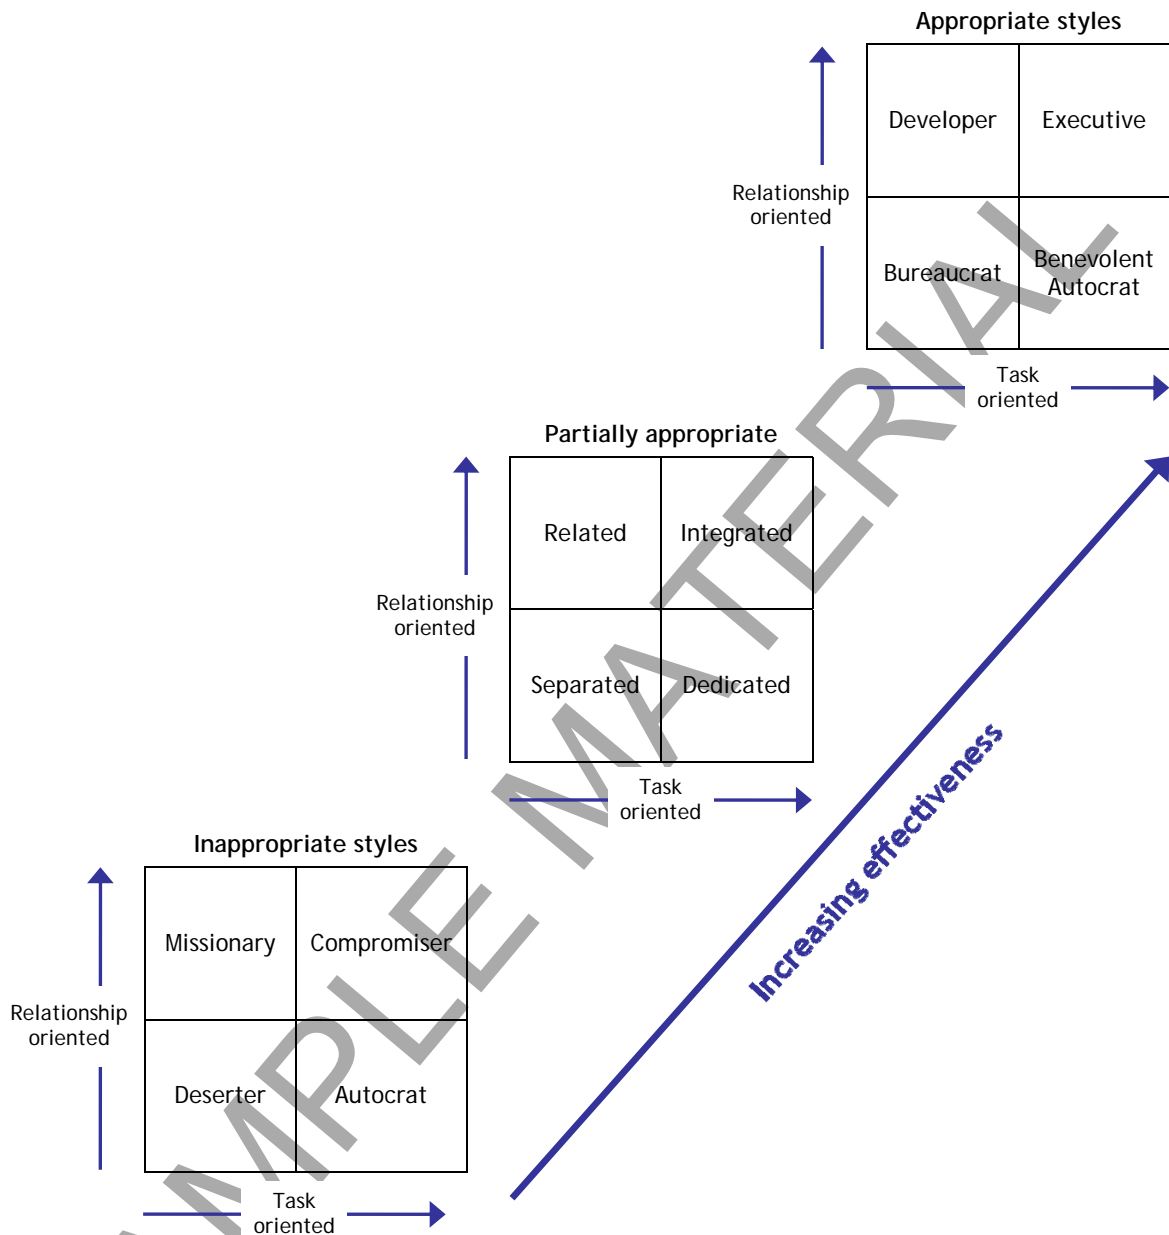 Appropriate styles
Developer
Executive
Relationship
oriented
Bureaucrat
Benevolent
Autocrat
Task
oriented
Partially appropriate
Related
Integrated
Relationship
oriented
Separated
Dedicated
Task
oriented
Inappropriate styles
Missionary
Compromiser
Relationship
oriented
Deserter
Autocrat
Task
oriented
Increasing effectiveness
AMPLE MATERIAL